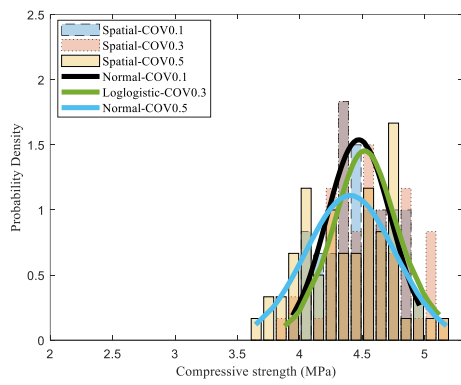 2.5
2
1.5
1
0.5
0
Probability Density
Spatial-COV0.1
Spatial-COV0.3
Spatial-COV0.5
Normal-COV0.1
Loglogistic-COV0.3
Normal-COV0.5
2 2.5 3 3.5 4 4.5 5
Compressive strength (MPa)